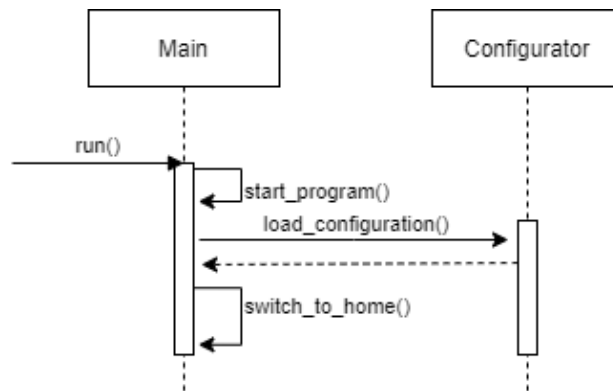 Main
Configurator
run()
start_program()
load_configuration()
switch_to_home()